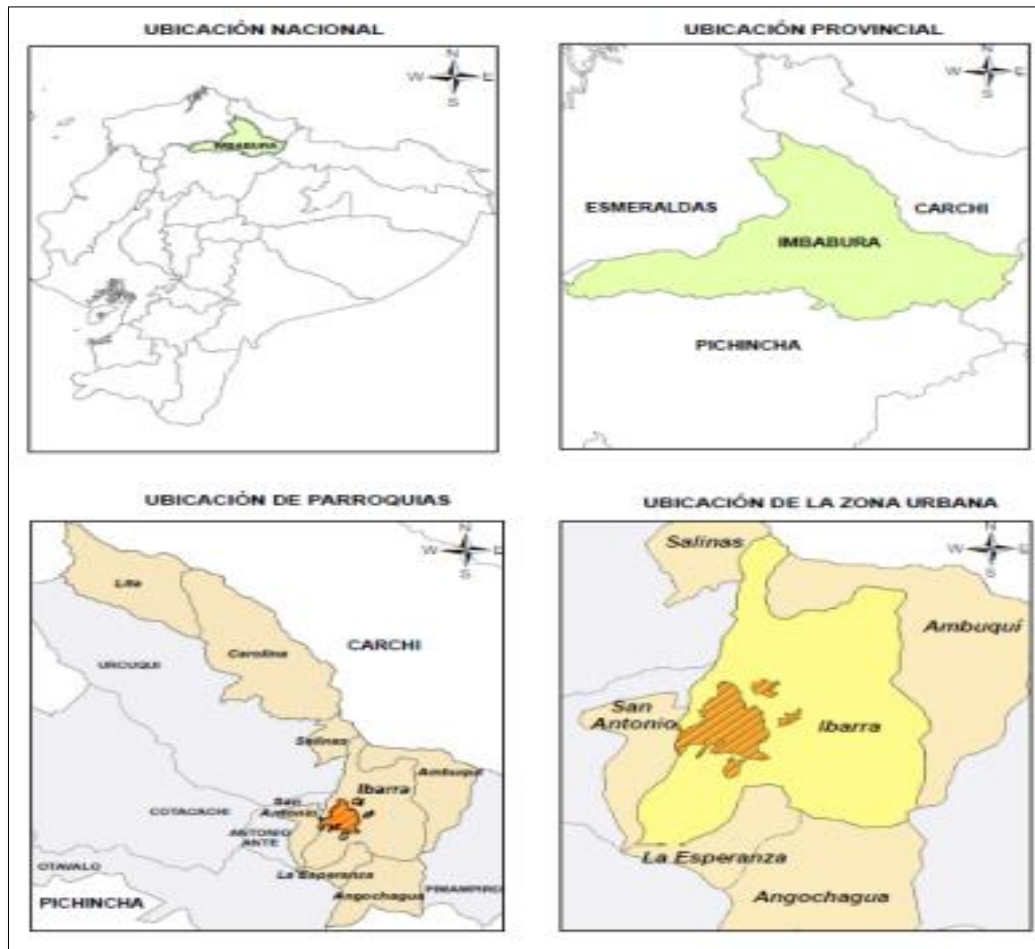 UBICACIÓN NACIONAL
N
W E
S
IMBABURA
UBICACIÓN PROVINCIAL
N
W E
S
ESMERALDAS
CARCHI
IMBABURA
PICHINCHA
UBICACIÓN DE PARROQUIAS
N
W E
S
Lita
CARCHI
Carolina
URCUQUI
Salinas
Ambuquí
Ibarra
San
Antonio
COTACACHI
ANTONIO
ANTE
OTAVALO
La Esperanza
PIMAMPIRO
Angochagua
PICHINCHA
UBICACIÓN DE LA ZONA URBANA
N
W E
S
Salinas
Ambuquí
San
Antonio
Ibarra
La Esperanza
Angochagua